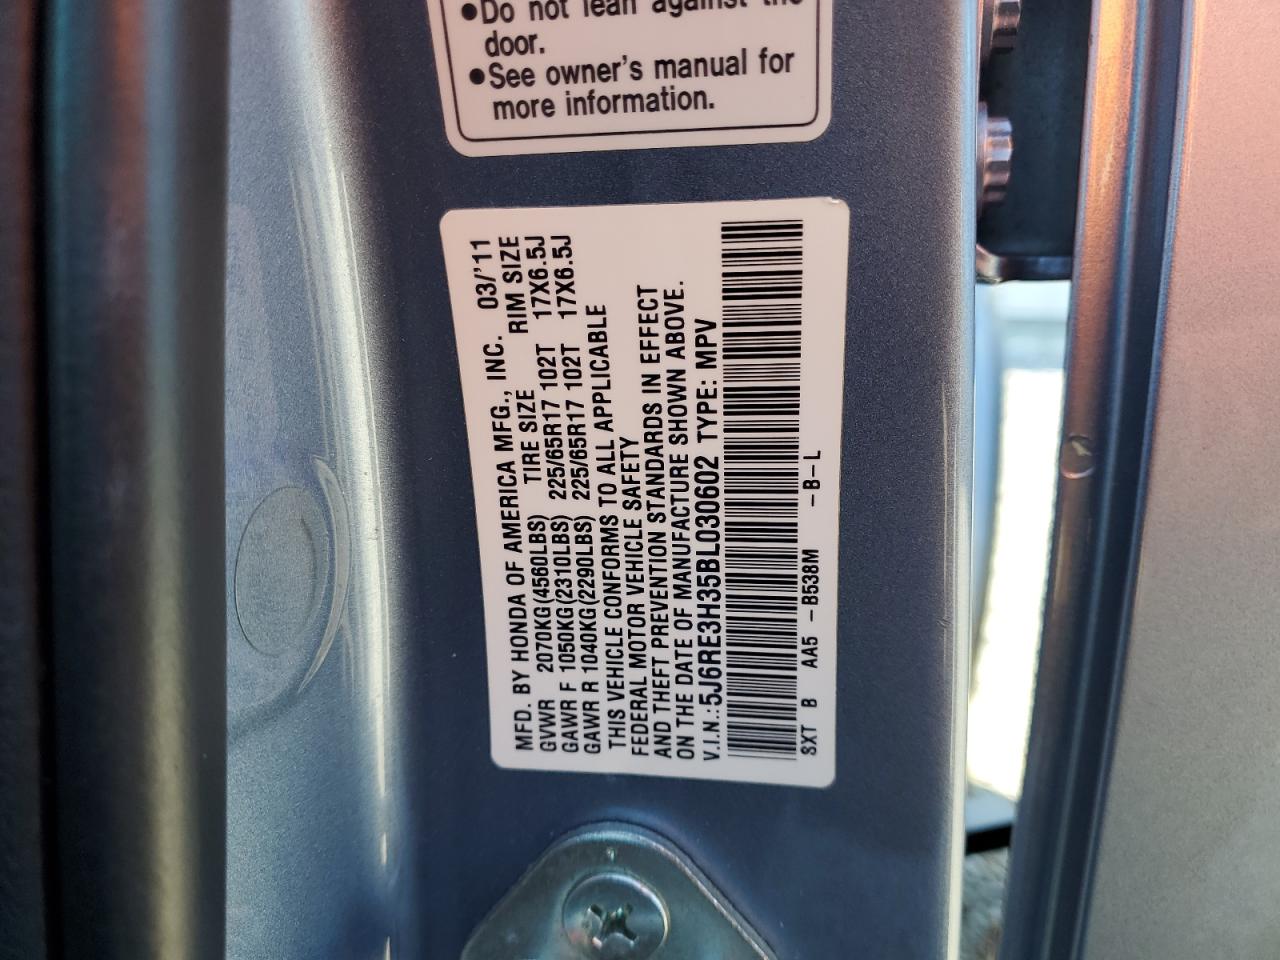 ●Do not lean against the
door.
●See owner's manual for
more information.
MFD. BY HONDA OF AMERICA MFG., INC. 03/'11
GVWR 2070KG(4560LBS) TIRE SIZE RIM SIZE
GAWR F 1050KG(2310LBS) 225/65R17 102T 17X6.5J
GAWR R 1040KG(2290LBS) 225/65R17 102T 17X6.5J
THIS VEHICLE CONFORMS TO ALL APPLICABLE
FEDERAL MOTOR VEHICLE SAFETY
AND THEFT PREVENTION STANDARDS IN EFFECT
ON THE DATE OF MANUFACTURE SHOWN ABOVE.
V.I.N.:5J6RE3H35BL030602 TYPE: MPV
SXT B AA5 -B538M -B-L